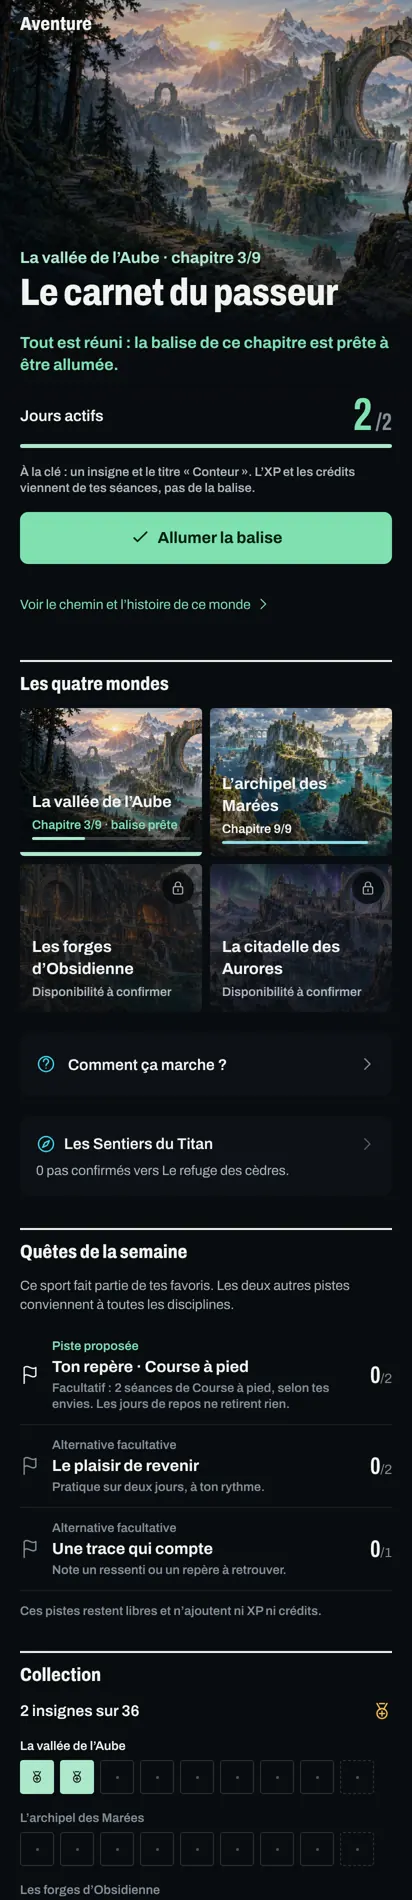 Aventure
La vallée de l’Aube · chapitre 3/9
Le carnet du passeur
Tout est réuni : la balise de ce chapitre est prête à
être allumée.
Jours actifs
2/2
À la clé : un insigne et le titre « Conteur ». L’XP et les crédits
viennent de tes séances, pas de la balise.
Allumer la balise
Voir le chemin et l’histoire de ce monde
Les quatre mondes
La vallée de l’Aube
Chapitre 3/9 · balise prête
L’archipel des
Marées
Chapitre 9/9
Les forges
d’Obsidienne
Disponibilité à confirmer
La citadelle des
Aurores
Disponibilité à confirmer
Comment ça marche ?
Les Sentiers du Titan
0 pas confirmés vers Le refuge des cèdres.
Quêtes de la semaine
Ce sport fait partie de tes favoris. Les deux autres pistes
conviennent à toutes les disciplines.
Piste proposée
Ton repère · Course à pied
0/2
Facultatif : 2 séances de Course à pied, selon tes
envies. Les jours de repos ne retirent rien.
Alternative facultative
Le plaisir de revenir
0/2
Pratique sur deux jours, à ton rythme.
Alternative facultative
Une trace qui compte
0/1
Note un ressenti ou un repère à retrouver.
Ces pistes restent libres et n’ajoutent ni XP ni crédits.
Collection
2 insignes sur 36
La vallée de l’Aube
L’archipel des Marées
Les forges d’Obsidienne